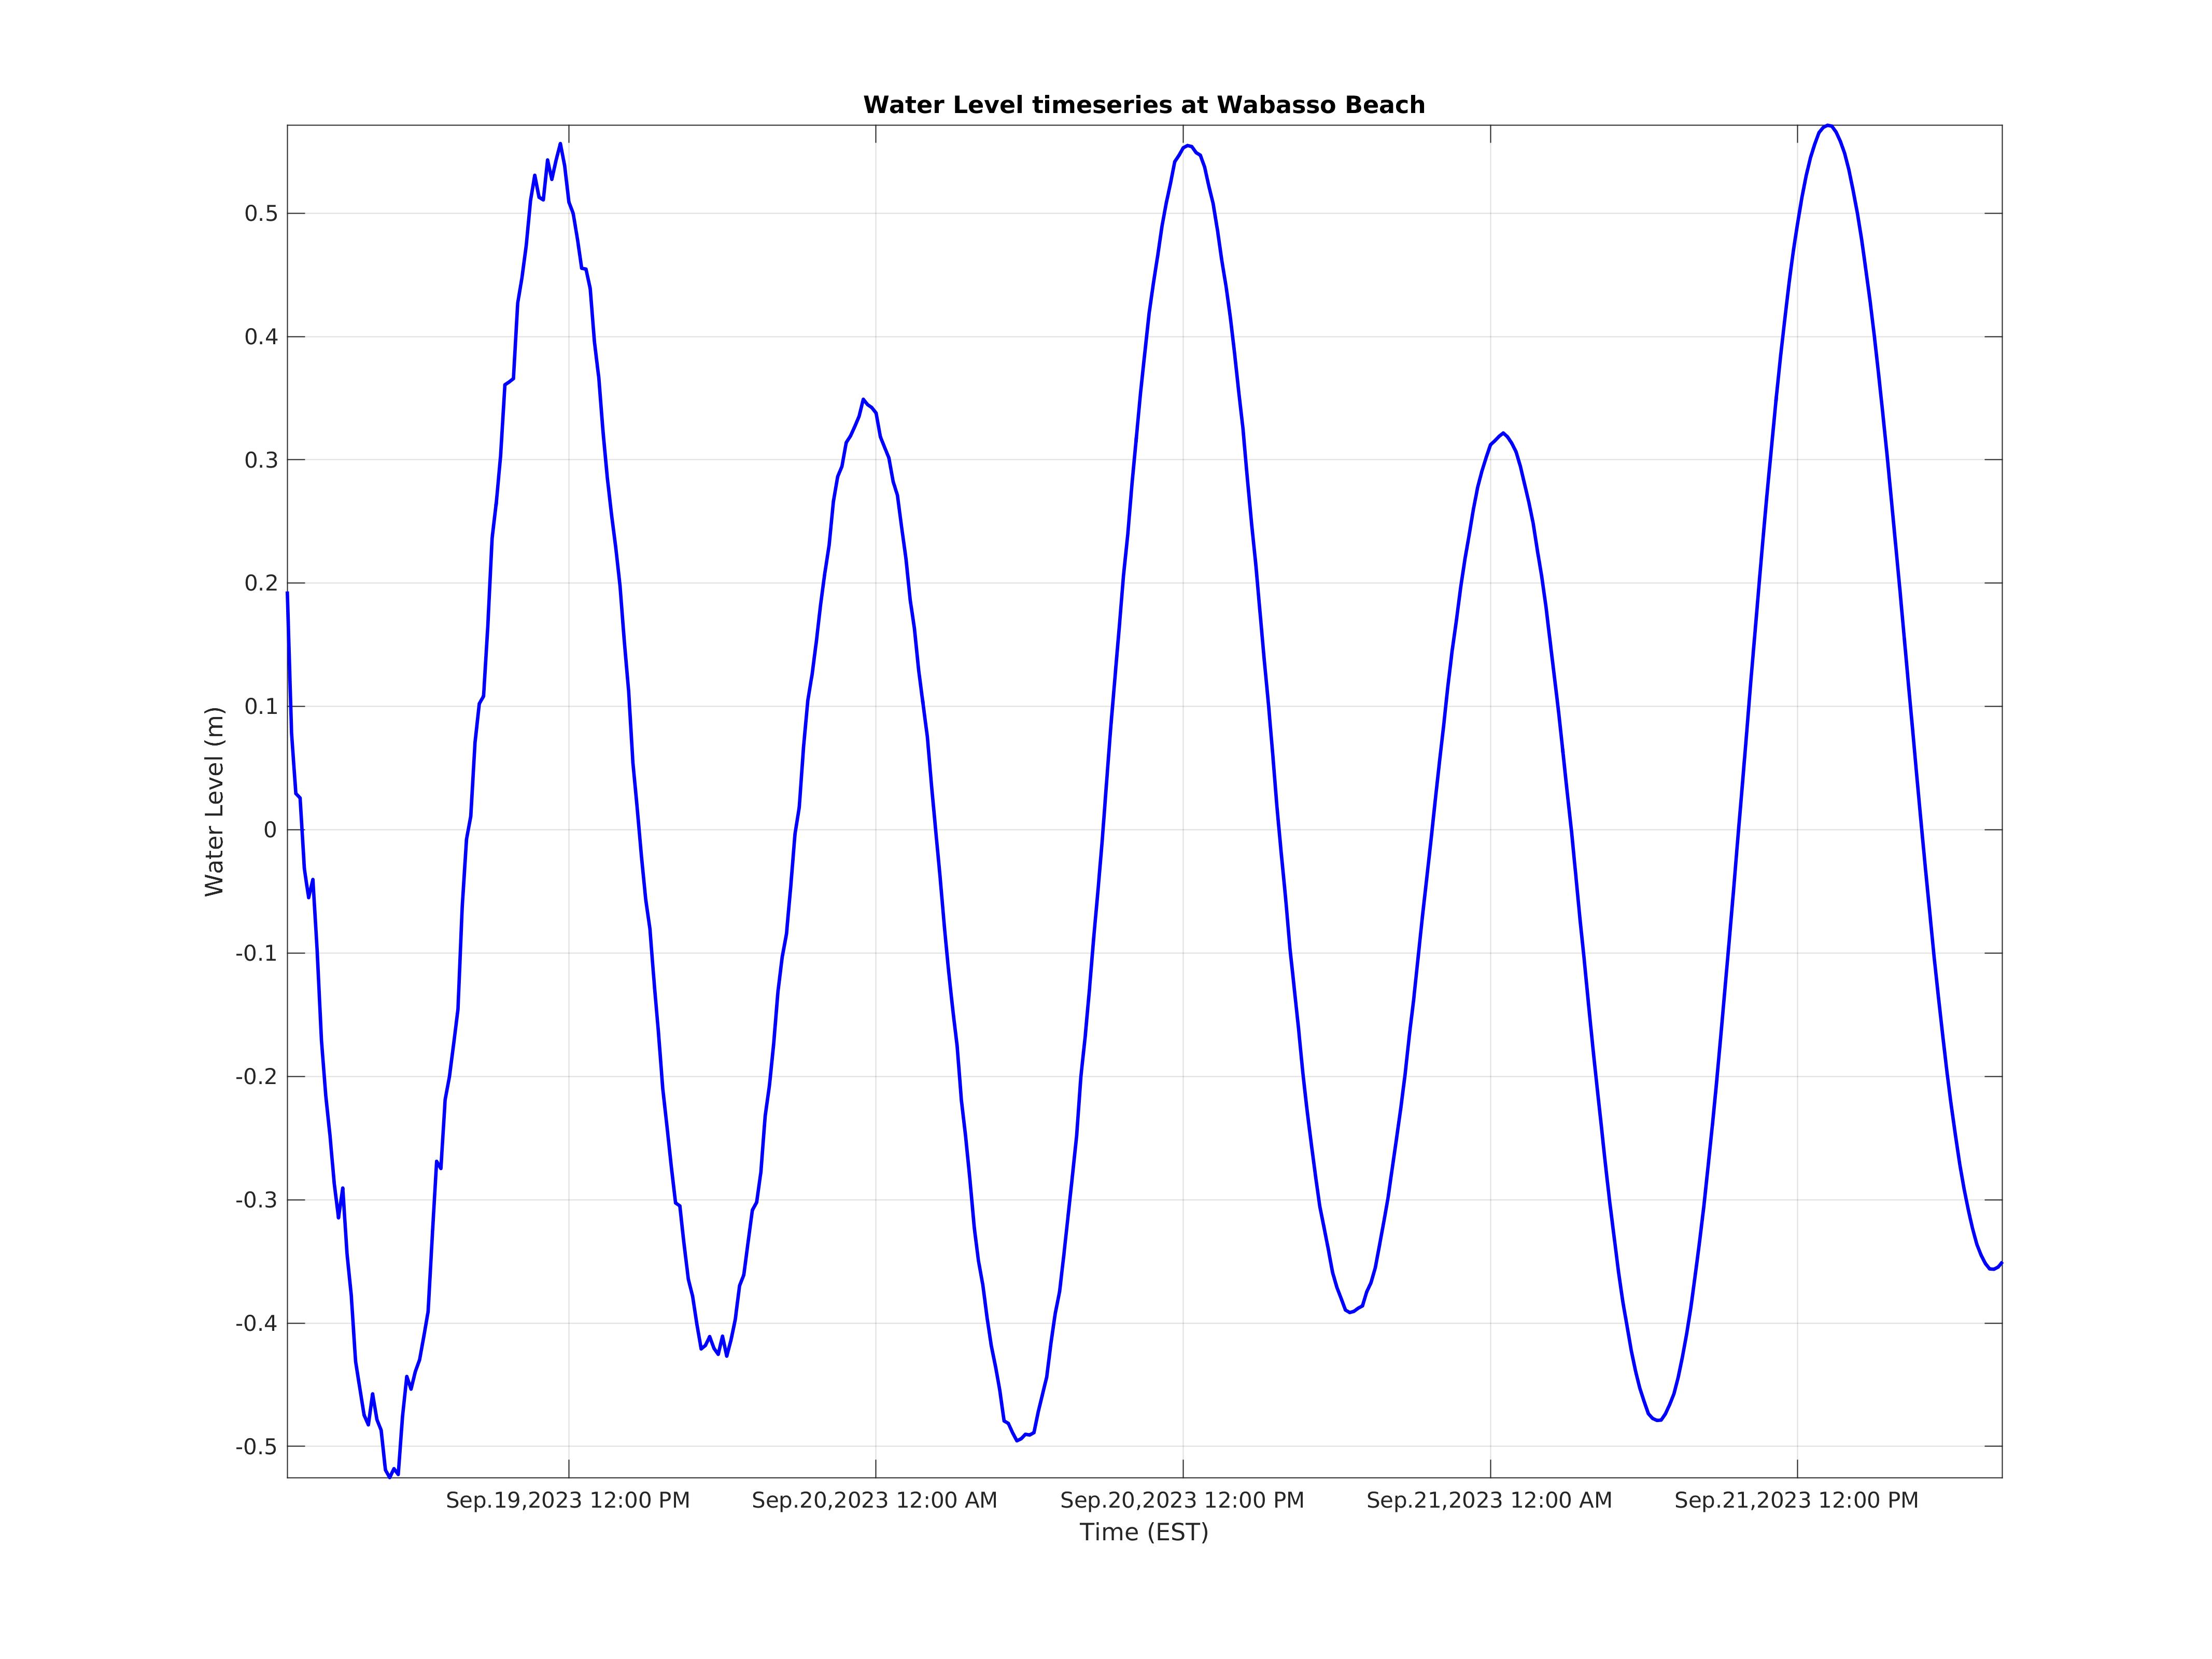 Water Level timeseries at Wabasso Beach
0.5
0.4
0.3
0.2
0.1
0
-0.1
-0.2
-0.3
-0.4
-0.5
Water Level (m)
Sep.19,2023 12:00 PM Sep.20,2023 12:00 AM Sep.20,2023 12:00 PM Sep.21,2023 12:00 AM Sep.21,2023 12:00 PM
Time (EST)